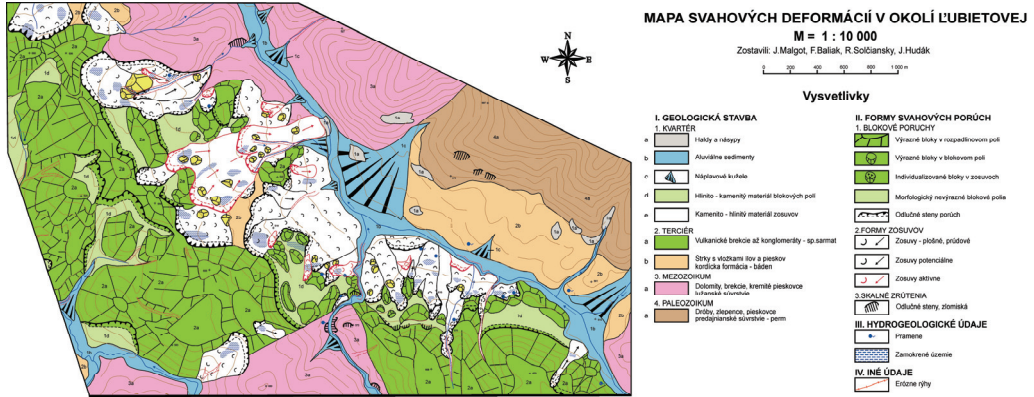 MAPA SVAHOVÝCH DEFORMÁCIÍ V OKOLÍ ĽUBIETOVEJ
M = 1 : 10 000
Zostavili: J.Malgot, F.Baliak, R.Solčiansky, J.Hudák
N
W E
S
0 200 400 600 800 1 000 m
Vysvetlivky
I. GEOLOGICKÁ STAVBA
1. KVARTÉR
a Haldy a násypy
b Aluviálne sedimenty
c Náplavové kužele
d Hlinito - kamenitý materiál blokových polí
e Kamenito - hlinitý materiál zosuvov
2. TERCIÉR
a Vulkanické brekcie až konglomeráty - sp.sarmat
b Štrky s vložkami ílov a pieskov
kordícka formácia - báden
3. MEZOZOIKUM
a Dolomity, brekcie, kremité pieskovce
lúžňanské súvrstvie
4. PALEOZOIKUM
a Dróby, zlepence, pieskovce
predajnianské súvrstvie - perm
II. FORMY SVAHOVÝCH PORÚCH
1. BLOKOVÉ PORUCHY
Výrazné bloky v rozpadlinovom poli
Výrazné bloky v blokovom poli
Individualizované bloky v zosuvoch
Morfologicky nevýrazné blokové polia
Odlučné steny porúch
2.FORMY ZOSUVOV
Zosuvy - plošné, prúdové
Zosuvy potenciálne
Zosuvy aktívne
3.SKALNÉ ZRÚTENIA
Odlučné steny, zlomiská
III. HYDROGEOLOGICKÉ ÚDAJE
Pramene
Zamokrené územie
IV. INÉ ÚDAJE
Erózne ryhy